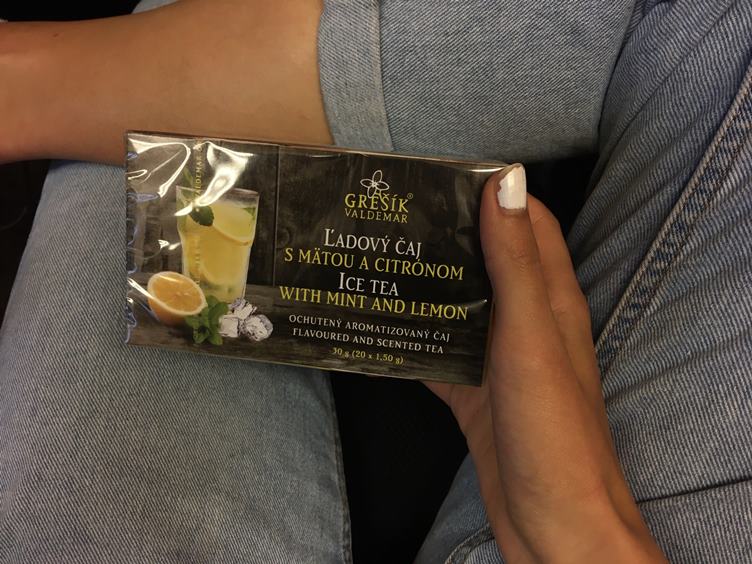 GREŠÍK®
VALDEMAR
ĽADOVÝ ČAJ
S MÄTOU A CITRÓNOM
ICE TEA
WITH MINT AND LEMON
OCHUTENÝ AROMATIZOVANÝ ČAJ
FLAVOURED AND SCENTED TEA
30 g (20 x 1,50 g)